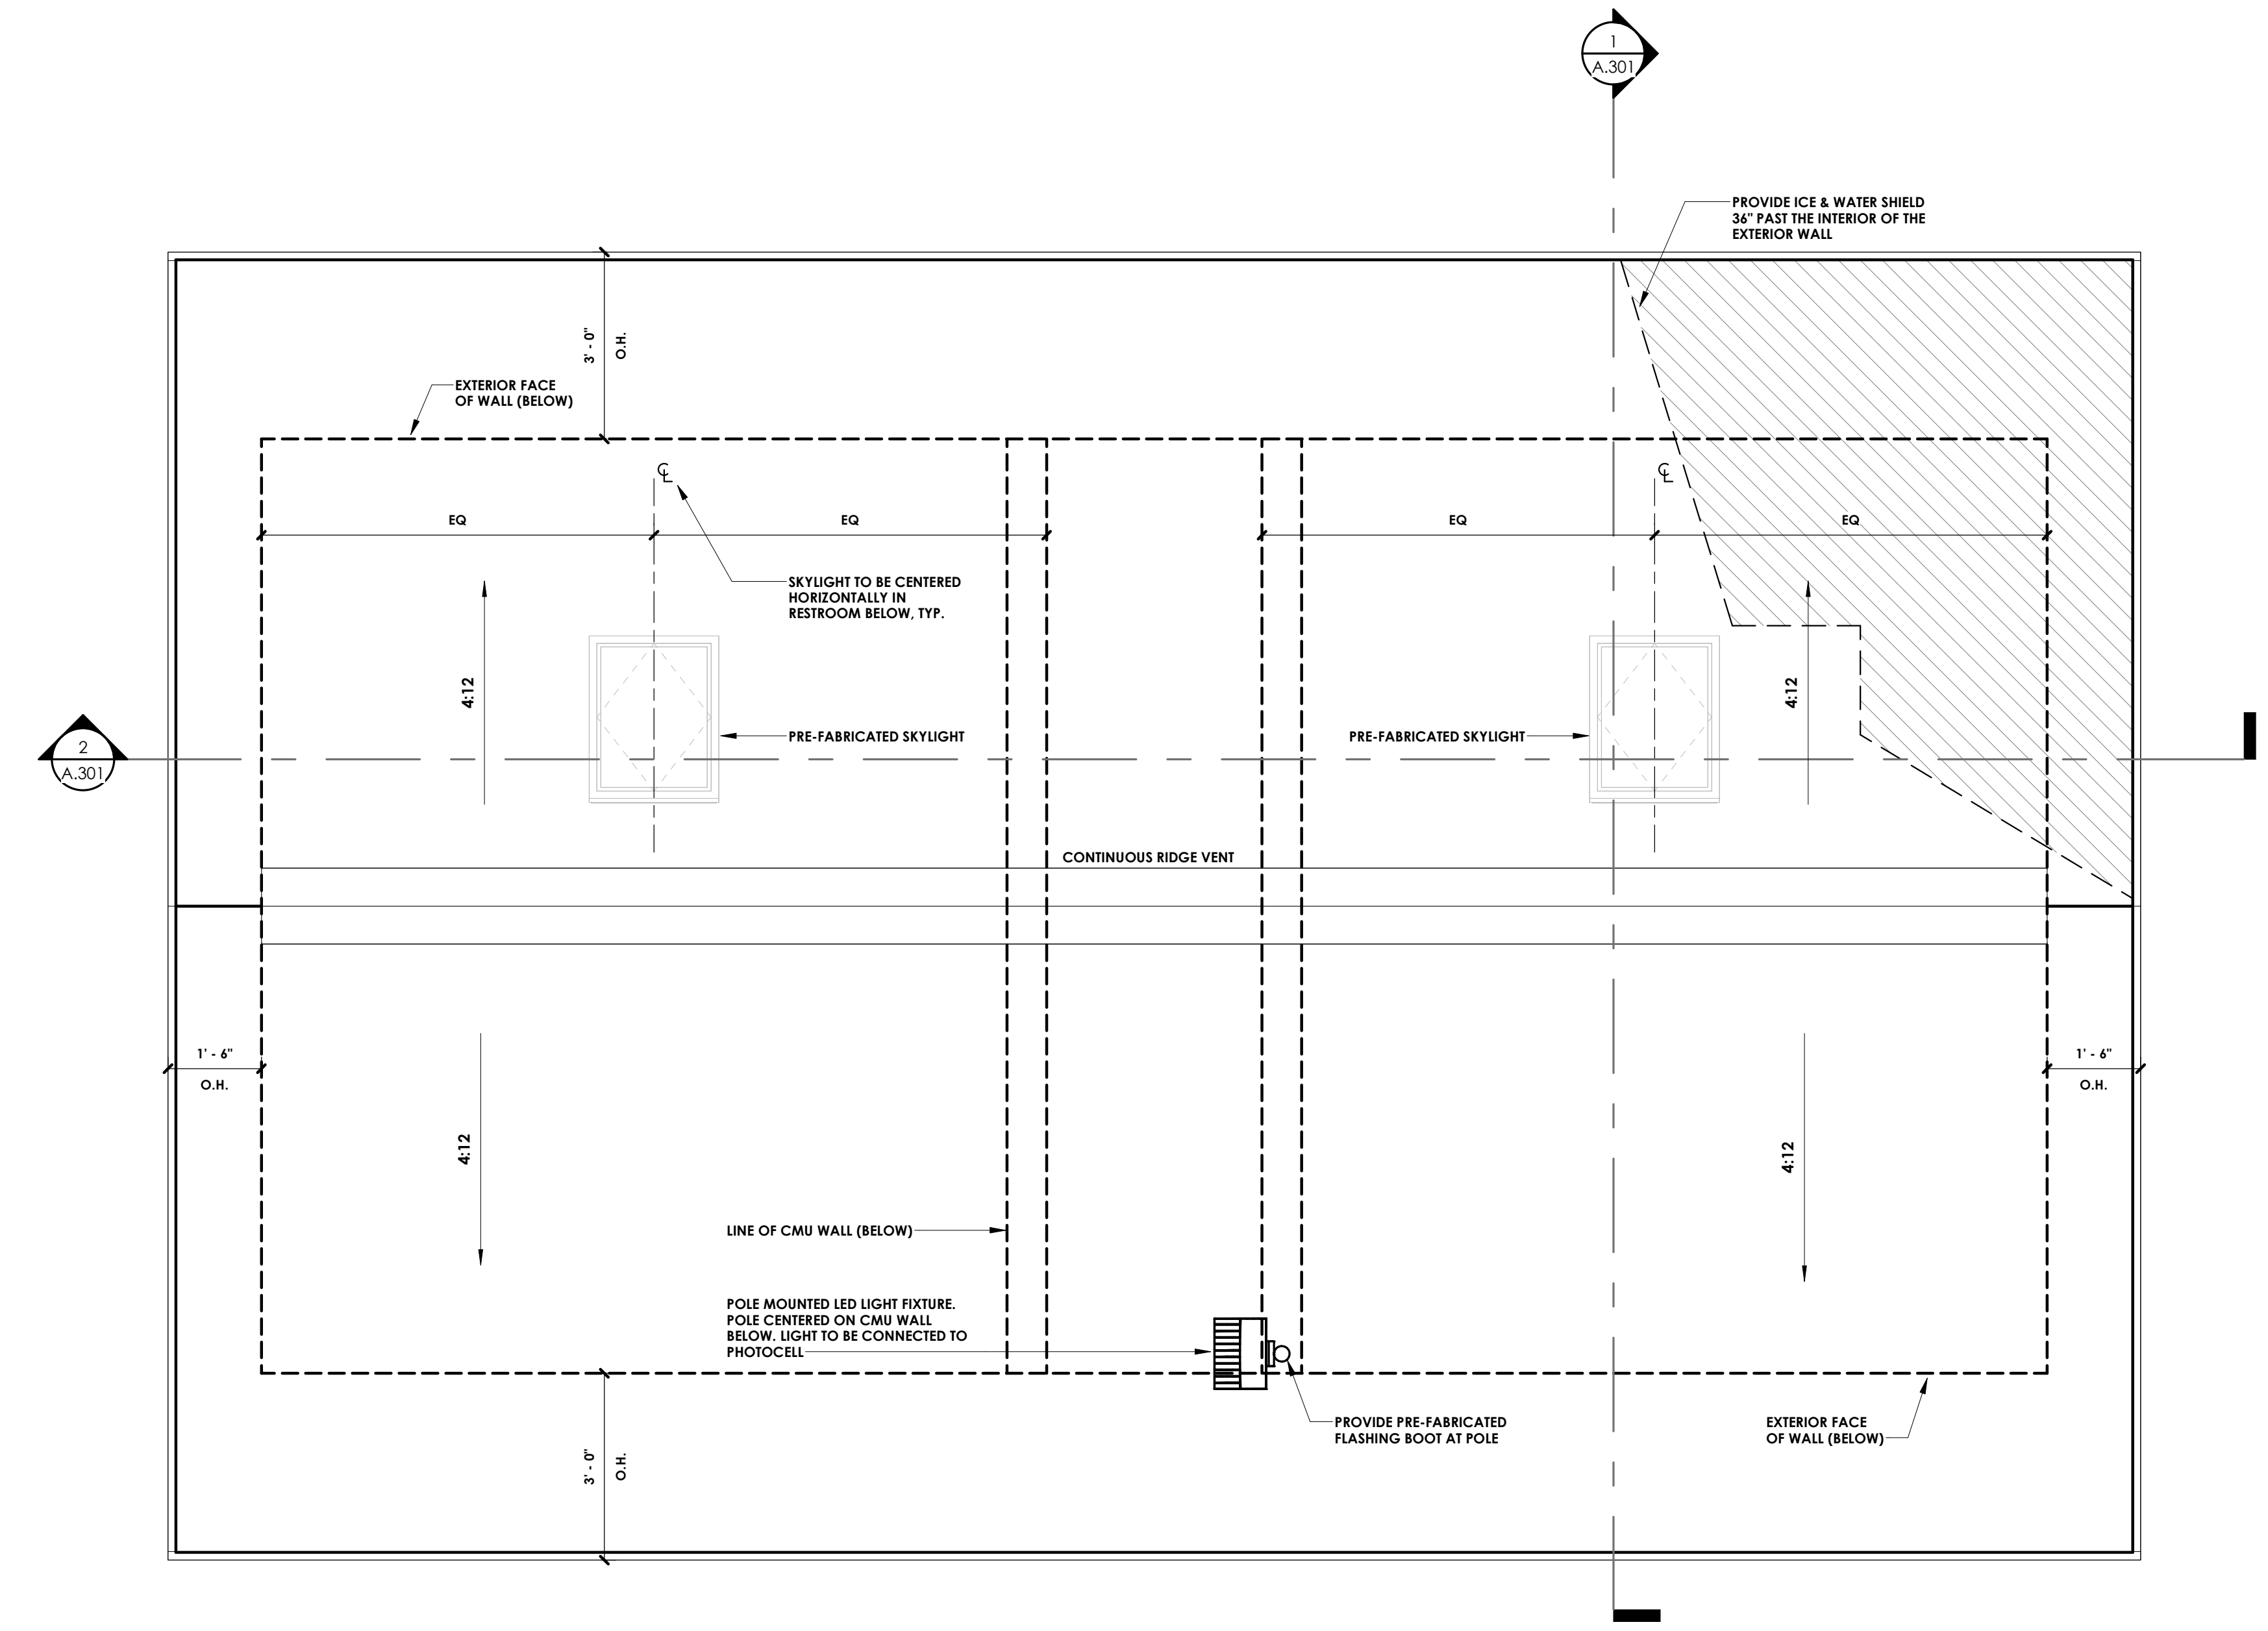 1
A.301
PROVIDE ICE & WATER SHIELD
36" PAST THE INTERIOR OF THE
EXTERIOR WALL
3' - 0"
O.H.
EXTERIOR FACE
OF WALL (BELOW)
℄
℄
EQ
EQ
EQ
EQ
SKYLIGHT TO BE CENTERED
HORIZONTALLY IN
RESTROOM BELOW, TYP.
4:12
4:12
PRE-FABRICATED SKYLIGHT
PRE-FABRICATED SKYLIGHT
2
A.301
CONTINUOUS RIDGE VENT
1' - 6"
O.H.
1' - 6"
O.H.
4:12
4:12
LINE OF CMU WALL (BELOW)
POLE MOUNTED LED LIGHT FIXTURE.
POLE CENTERED ON CMU WALL
BELOW. LIGHT TO BE CONNECTED TO
PHOTOCELL
PROVIDE PRE-FABRICATED
FLASHING BOOT AT POLE
EXTERIOR FACE
OF WALL (BELOW)
3' - 0"
O.H.